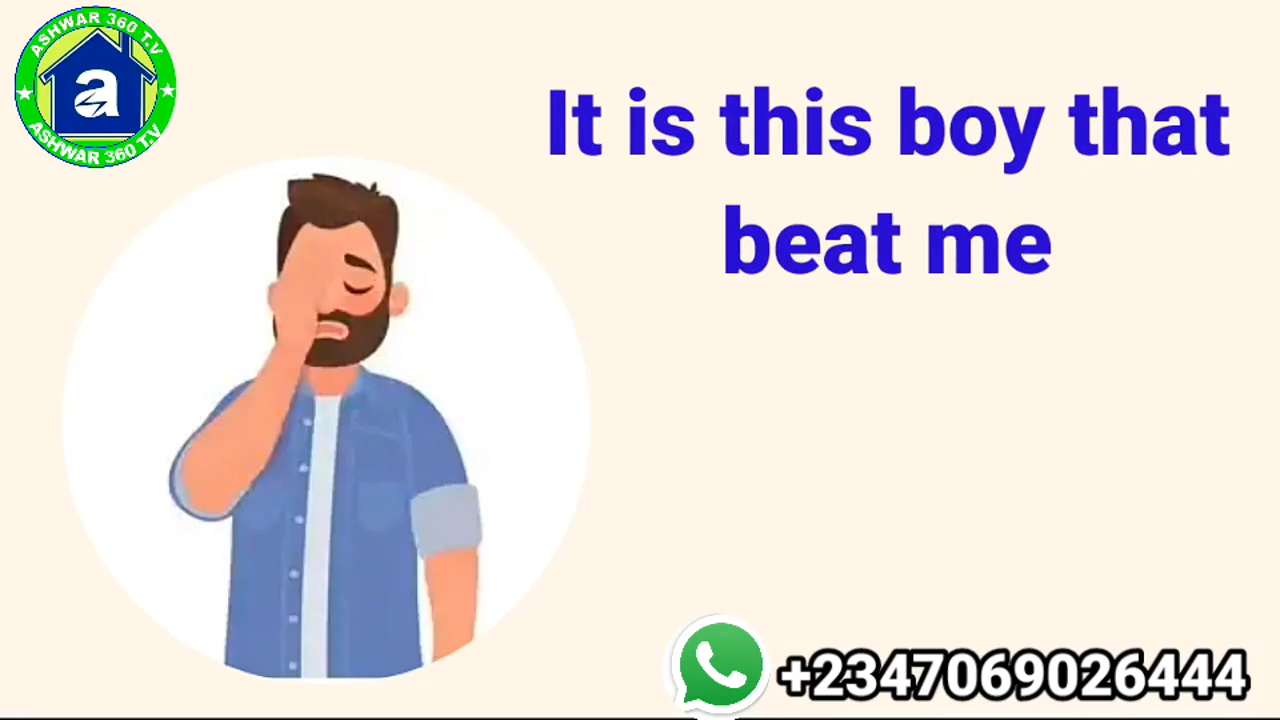 ASHWAR 360 T.V
a
ASHWAR 360 T.V
It is this boy that
beat me
+2347069026444